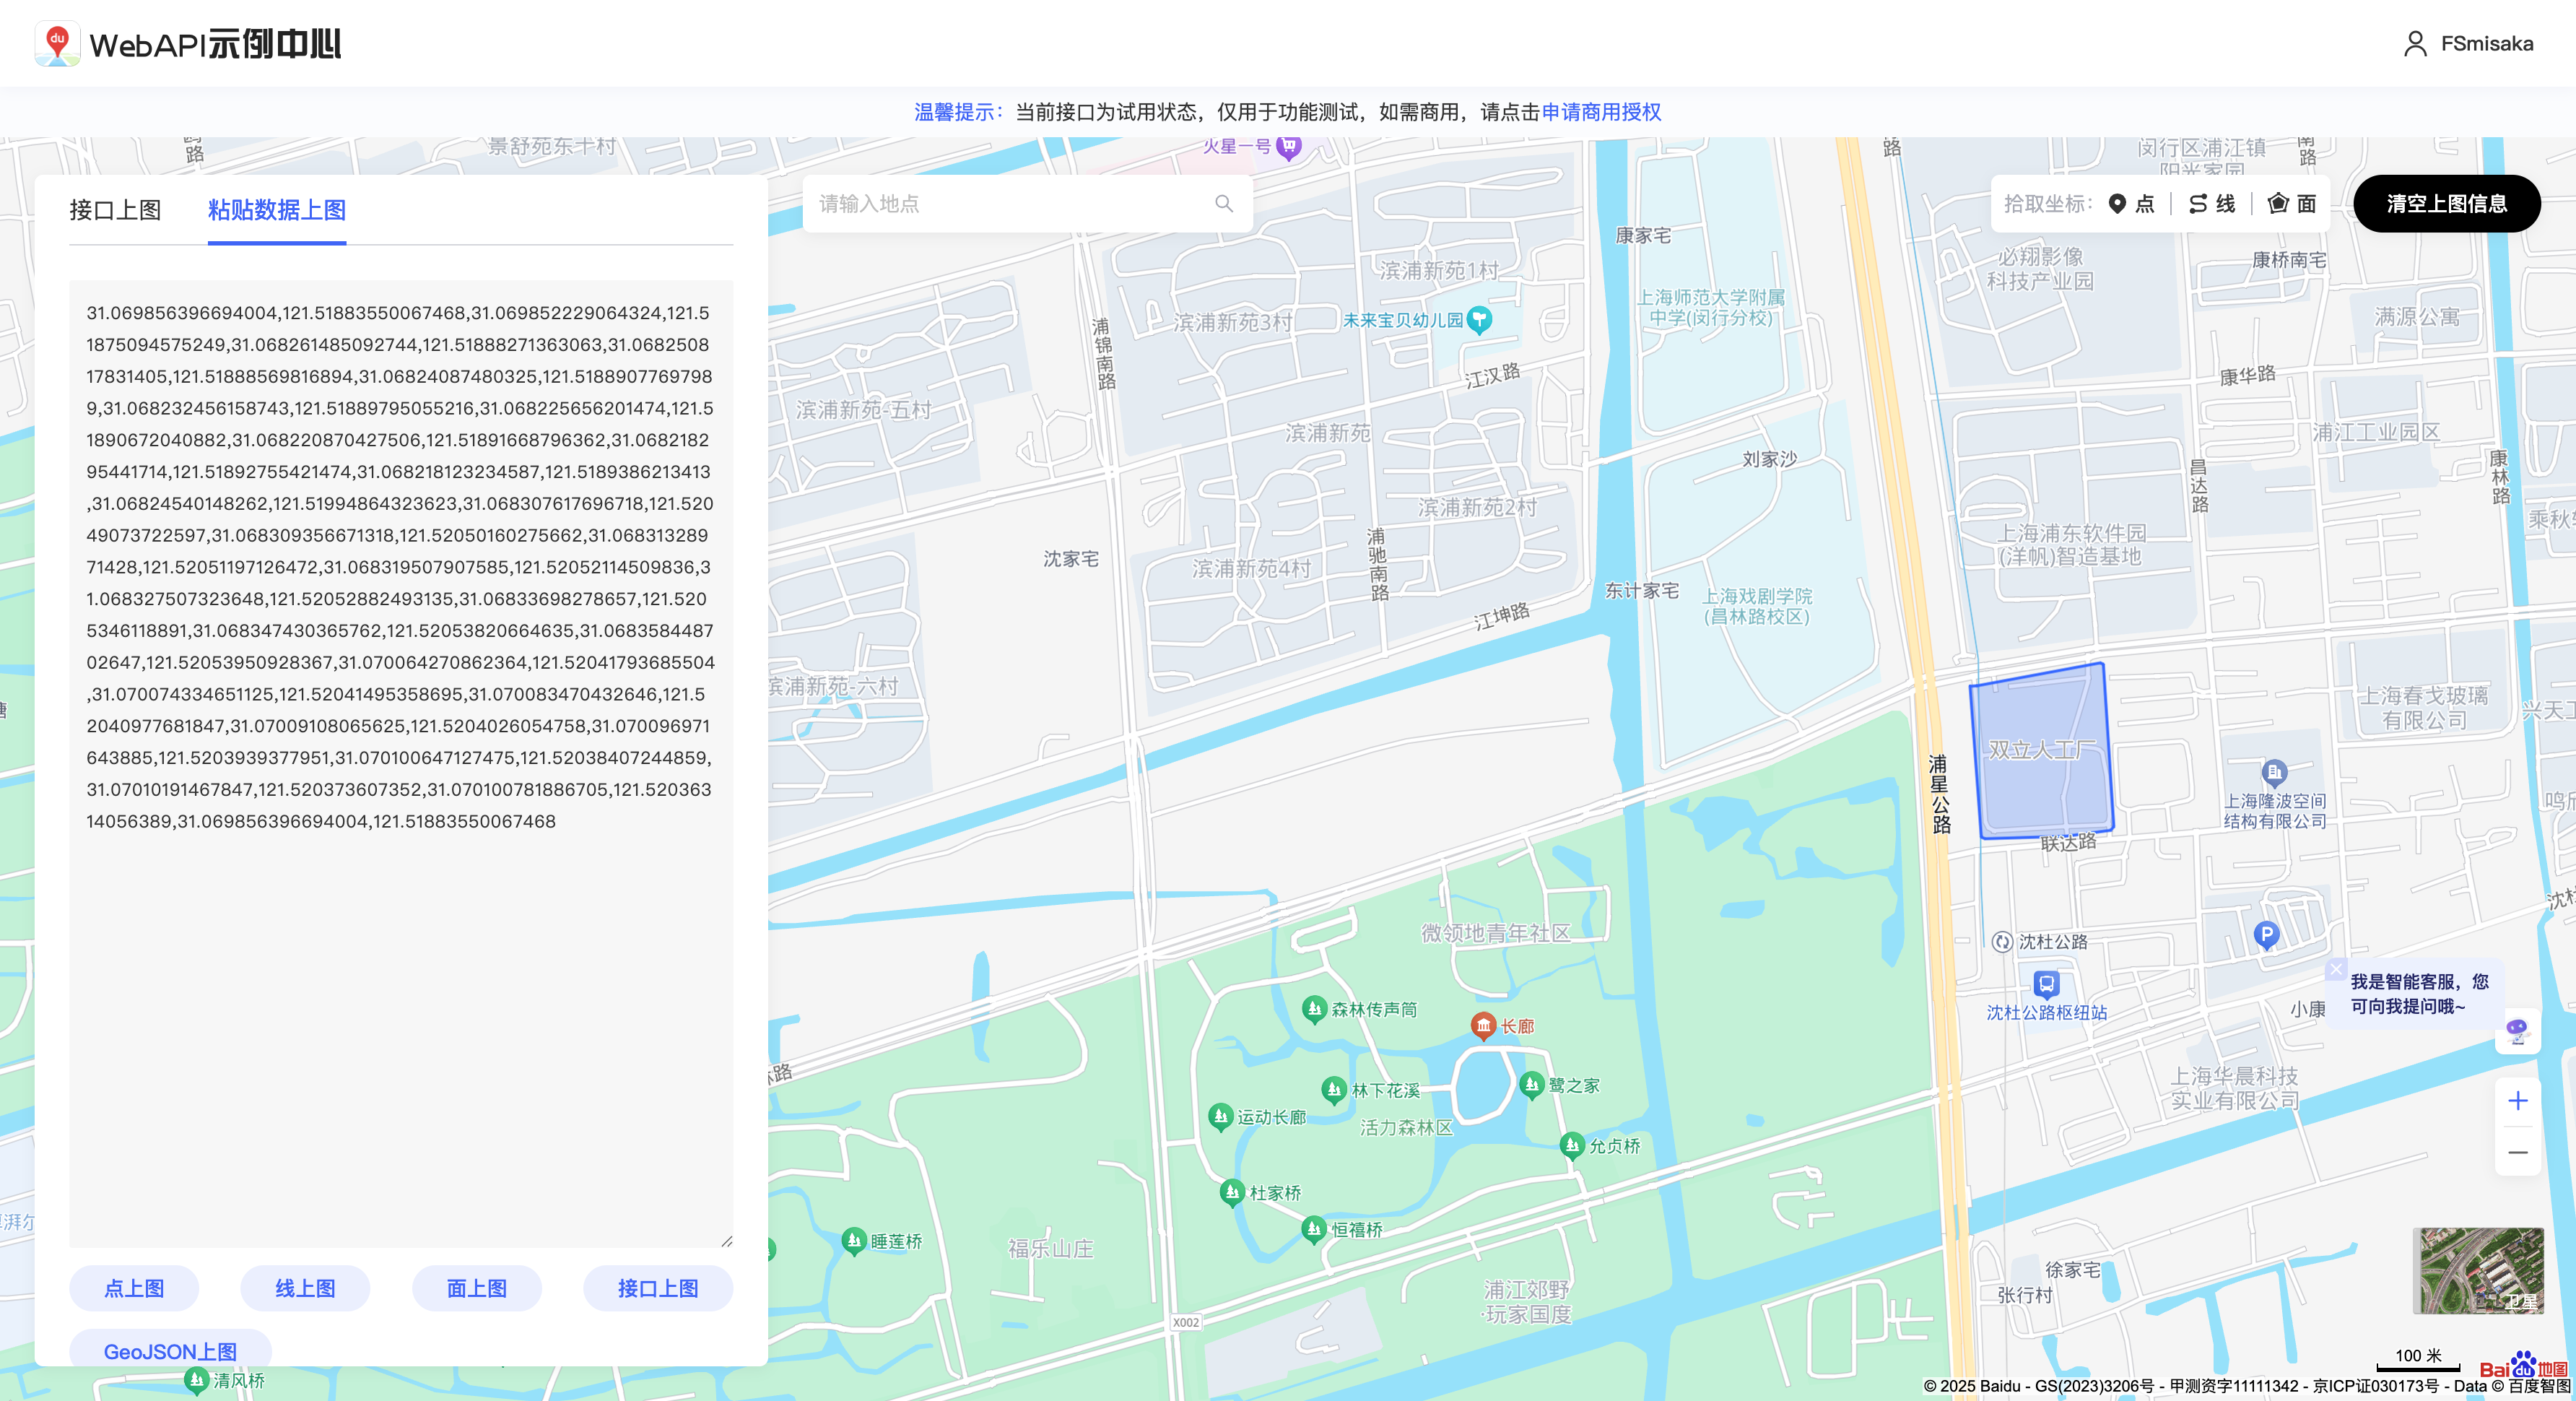 WebAPI示例中心
FSmisaka
温馨提示：当前接口为试用状态，仅用于功能测试，如需商用，请点击申请商用授权
接口上图
粘贴数据上图
31.069856396694004,121.51883550067468,31.069852229064324,121.5
1875094575249,31.068261485092744,121.51888271363063,31.0682508
17831405,121.51888569816894,31.06824087480325,121.5188907769798
9,31.068232456158743,121.51889795055216,31.068225656201474,121.5
1890672040882,31.068220870427506,121.51891668796362,31.0682182
95441714,121.51892755421474,31.068218123234587,121.5189386213413
,31.06824540148262,121.51994864323623,31.068307617696718,121.520
49073722597,31.068309356671318,121.52050160275662,31.068313289
71428,121.52051197126472,31.068319507907585,121.52052114509836,3
1.068327507323648,121.52052882493135,31.06833698278657,121.520
5346118891,31.068347430365762,121.52053820664635,31.0683584487
02647,121.52053950928367,31.070064270862364,121.52041793685504
,31.070074334651125,121.52041495358695,31.070083470432646,121.5
2040977681847,31.07009108065625,121.5204026054758,31.070096971
643885,121.5203939377951,31.070100647127475,121.52038407244859,
31.07010191467847,121.520373607352,31.070100781886705,121.520363
14056389,31.069856396694004,121.51883550067468
点上图
线上图
面上图
接口上图
GeoJSON上图
请输入地点
拾取坐标：
点
线
面
清空上图信息
景舒苑东十村
火星一号
闵行区浦江镇
阳光家园
康家宅
必翔影像
科技产业园
康桥南宅
滨浦新苑1村
上海师范大学附属
中学(闵行分校)
未来宝贝幼儿园
滨浦新苑3村
满源公寓
浦锦南路
江汉路
康华路
滨浦新苑-五村
滨浦新苑
浦江工业园区
刘家沙
康林路
昌达路
滨浦新苑2村
乘秋
上海浦东软件园
(洋帆)智造基地
沈家宅
浦驰南路
滨浦新苑4村
东计家宅
上海戏剧学院
(昌林路校区)
江坤路
滨浦新苑-六村
上海春戈玻璃
有限公司
双立人工厂
浦星公路
上海隆波空间
结构有限公司
联达路
微领地青年社区
沈杜公路
P
沈杜公路枢纽站
我是智能客服，您
可向我提问哦~
小康
森林传声筒
长廊
林下花溪
鹭之家
运动长廊
活力森林区
允贞桥
上海华晨科技
实业有限公司
杜家桥
恒禧桥
睡莲桥
福乐山庄
浦江郊野
·玩家国度
徐家宅
张行村
X002
清风桥
卫星
100 米
Bai du 地图
© 2025 Baidu - GS(2023)3206号 - 甲测资字11111342 - 京ICP证030173号 - Data © 百度智图